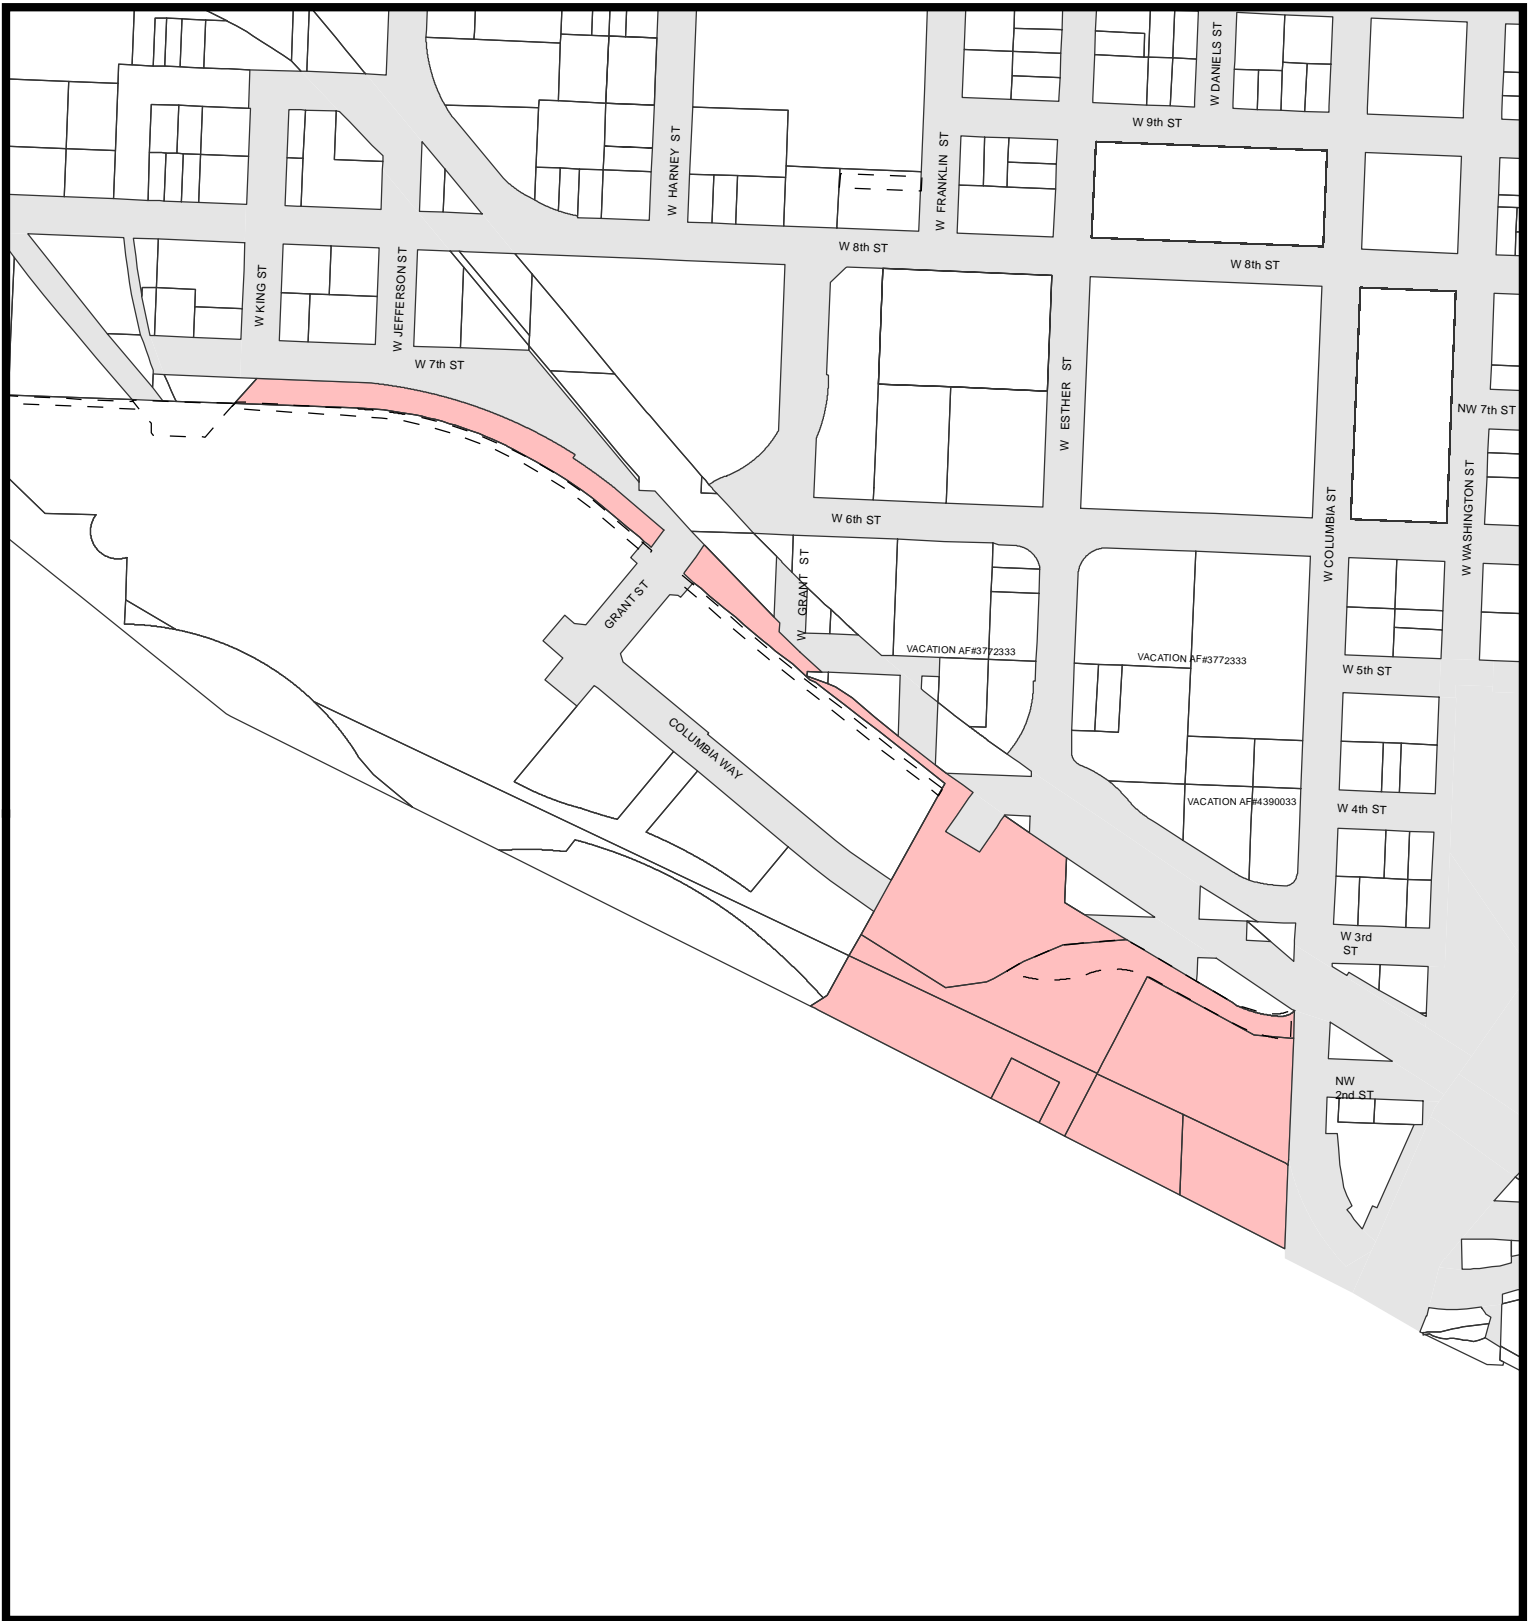 W DANIELS ST
W 9th ST
W HARNEY ST
W FRANKLIN ST
W 8th ST
W 8th ST
W KING ST
W JEFFERSON ST
W 7th ST
W ESTHER ST
NW 7th ST
W 6th ST
W COLUMBIA ST
W WASHINGTON ST
GRANT ST
W GRANT ST
VACATION AF#3772333
VACATION AF#3772333
W 5th ST
COLUMBIA WAY
VACATION AF#4390033
W 4th ST
W 3rd
ST
NW
2nd ST